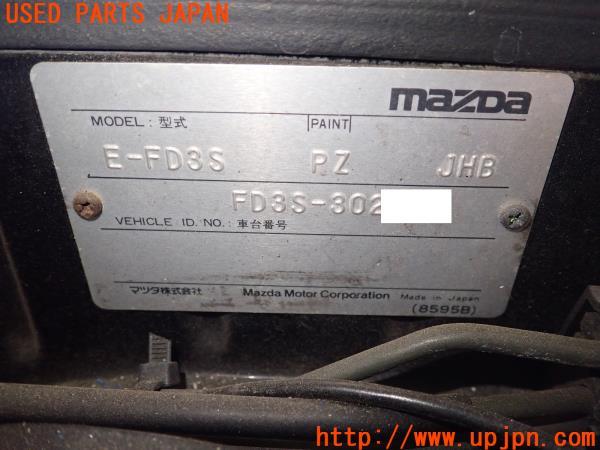 USED PARTS JAPAN
mazda
MODEL : 型式 PAINT
E-FD3S PZ JHB
FD3S-302
VEHICLE ID. NO. : 車台番号
マツダ株式会社 Mazda Motor Corporation Made in Japan
(8595B)
http://www.upjpn.com